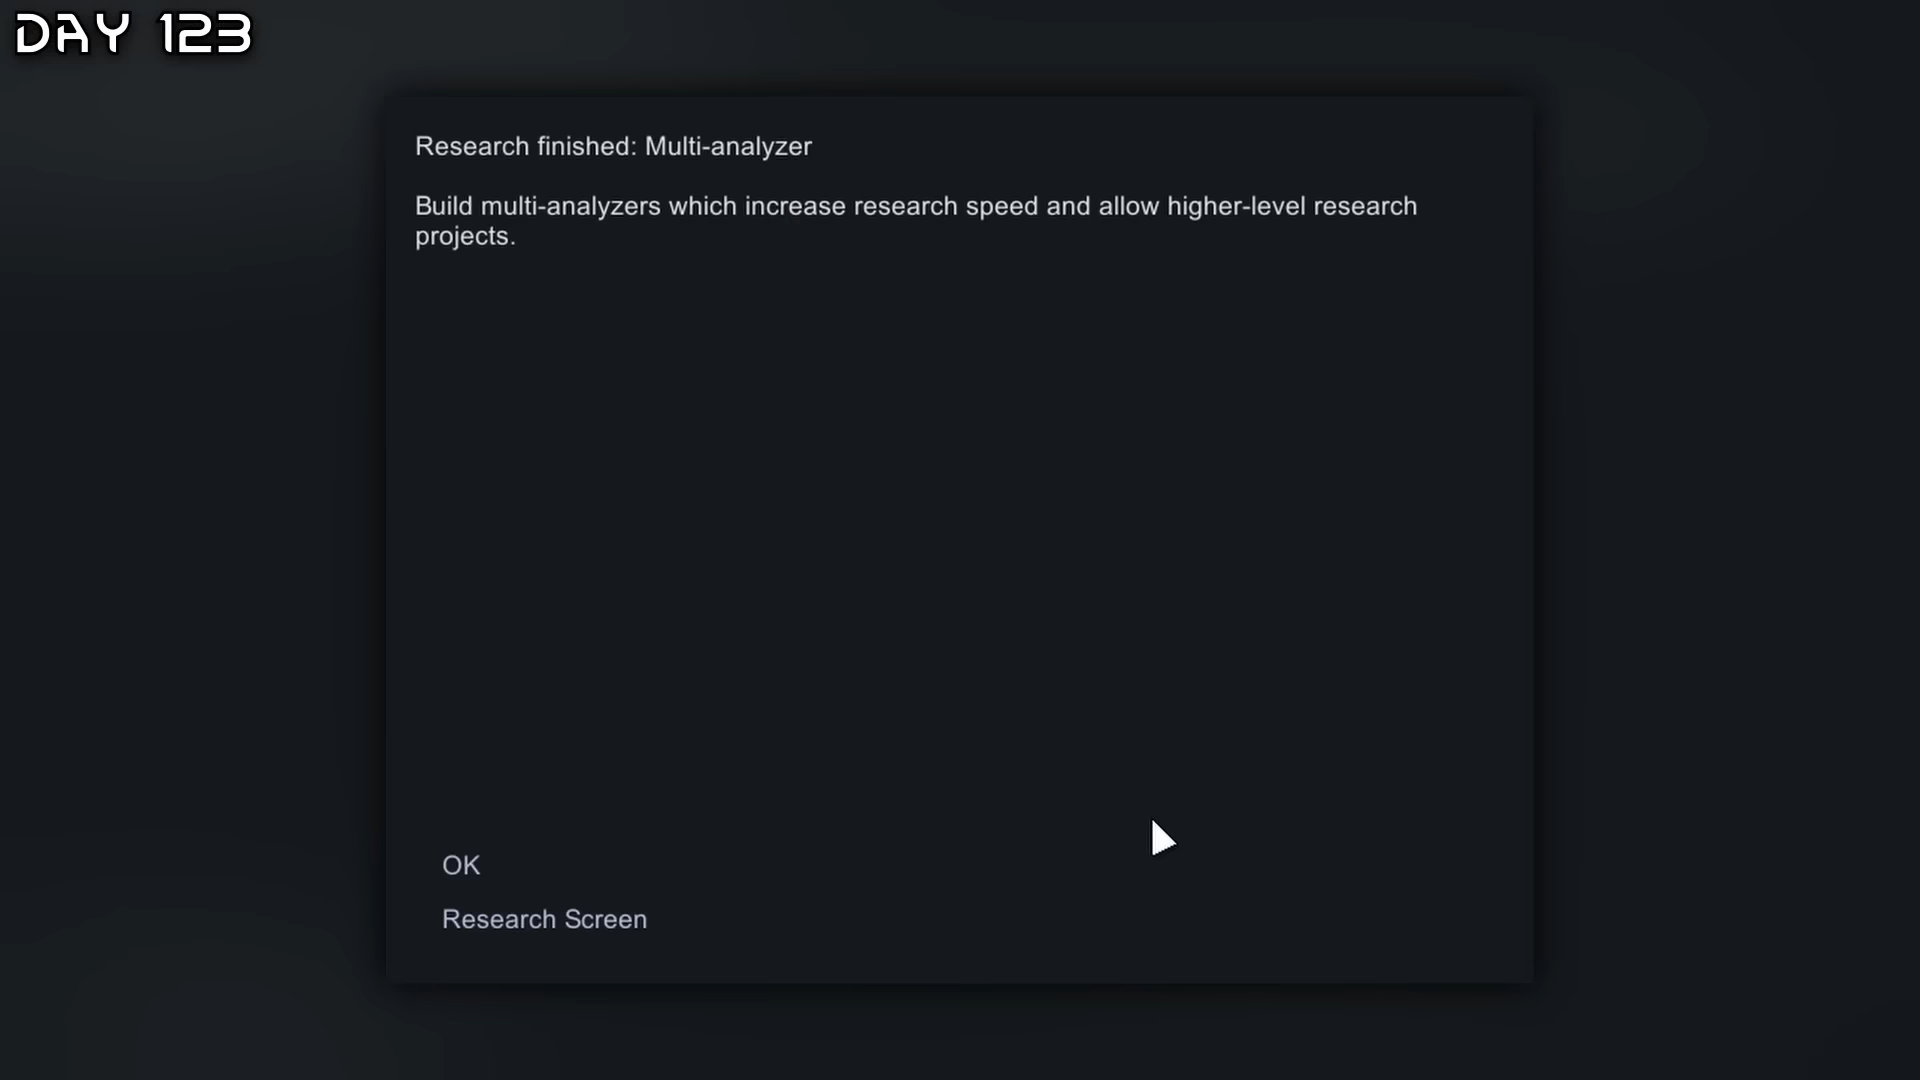 DAY 123
Research finished: Multi-analyzer
Build multi-analyzers which increase research speed and allow higher-level research
projects.
OK
Research Screen